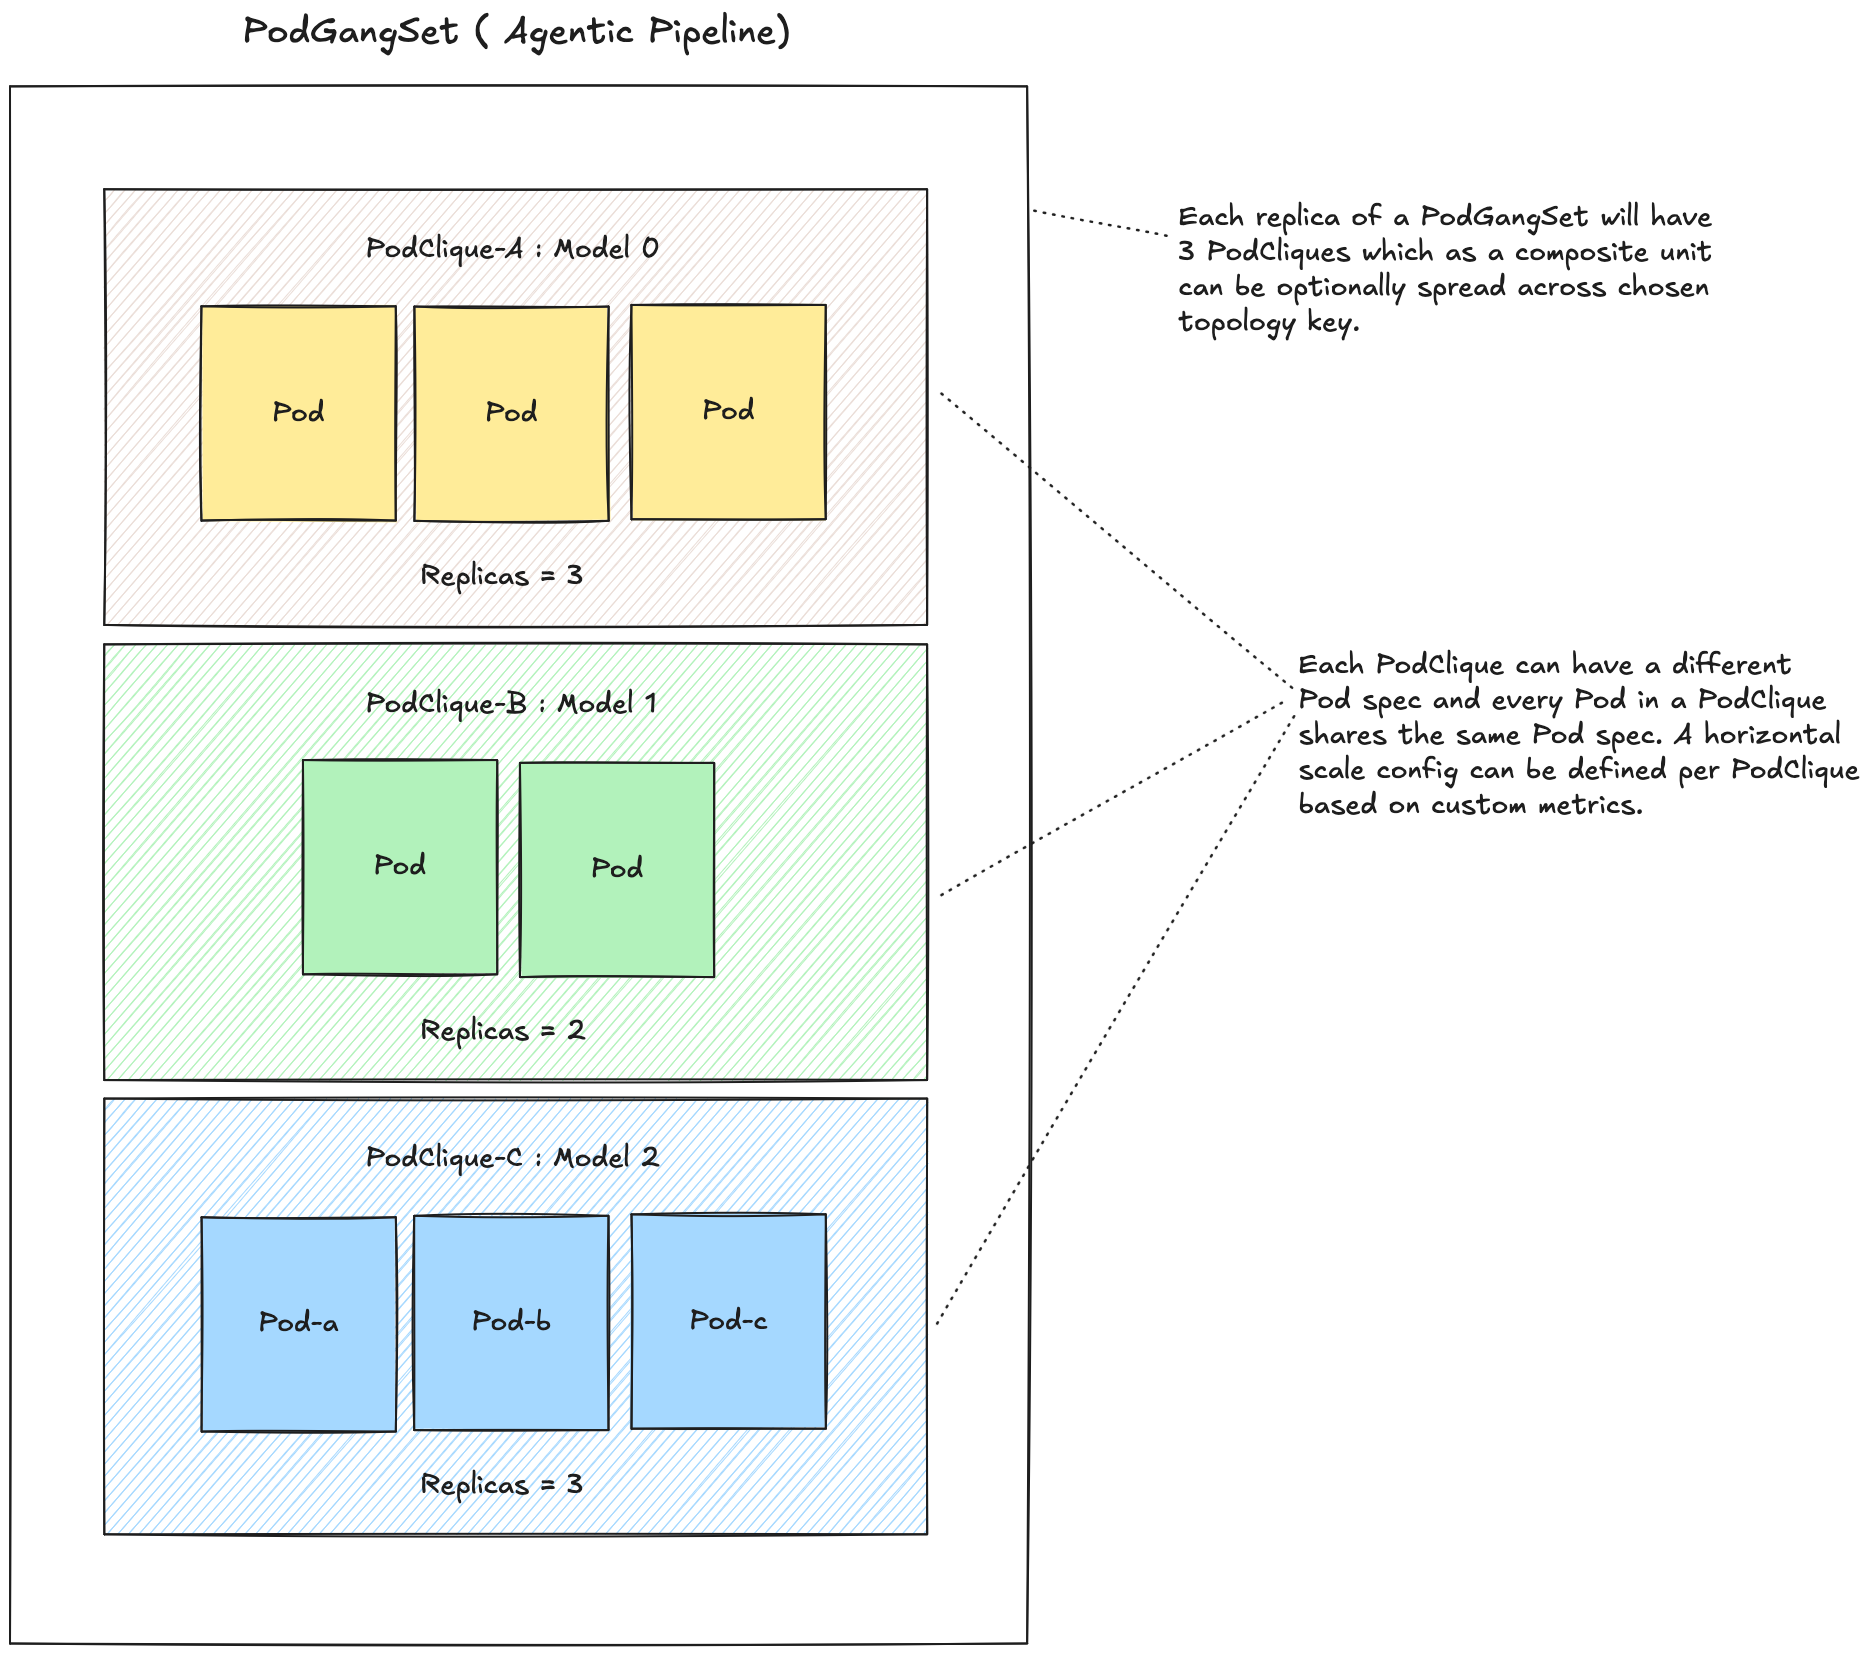 PodGangSet ( Agentic Pipeline)
PodClique-A : Model 0
Pod
Pod
Pod
Replicas = 3
Each replica of a PodGangSet will have
3 PodCliques which as a composite unit
can be optionally spread across chosen
topology key.
PodClique-B : Model 1
Pod
Pod
Replicas = 2
Each PodClique can have a different
Pod spec and every Pod in a PodClique
shares the same Pod spec. A horizontal
scale config can be defined per PodClique
based on custom metrics.
PodClique-C : Model 2
Pod-a
Pod-b
Pod-c
Replicas = 3